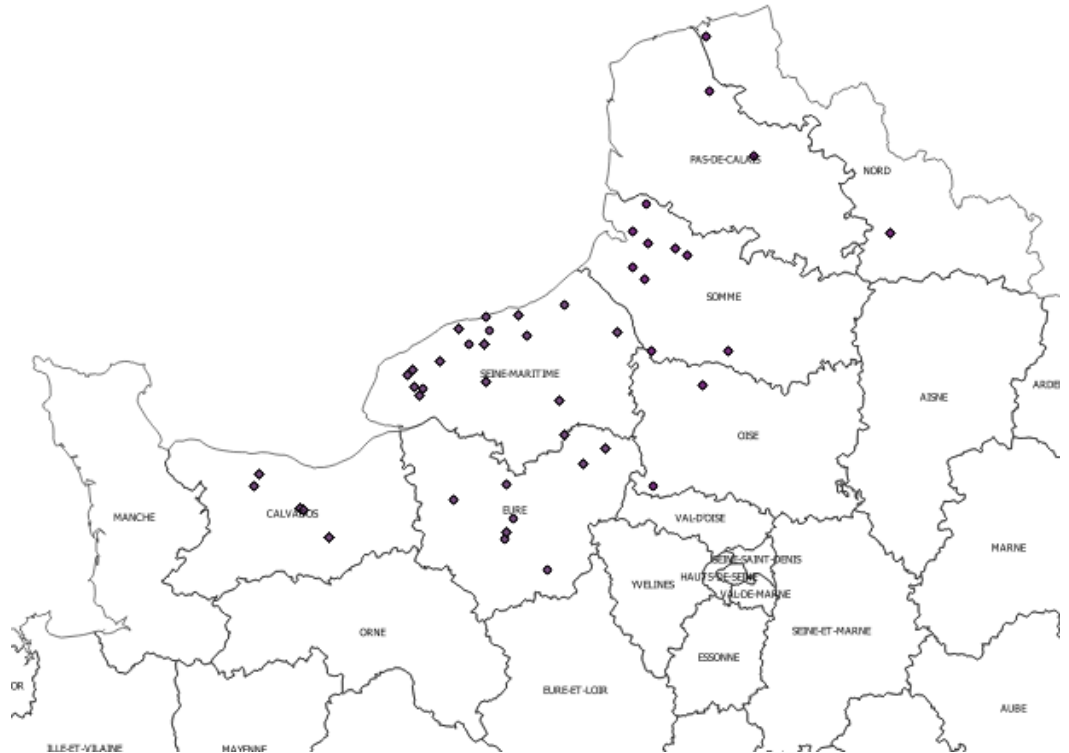 PAS-DE-CALAIS
NORD
SOMME
SEINE-MARITIME
AISNE
OISE
MANCHE
CALVADOS
EURE
VAL-D'OISE
MARNE
SEINE-SAINT-DENIS
HAUTS-DE-SEINE
YVELINES
VAL-DE-MARNE
ORNE
SEINE-ET-MARNE
ESSONNE
OR
EURE-ET-LOIR
AUBE
ILLE-ET-VILAINE
MAYENNE